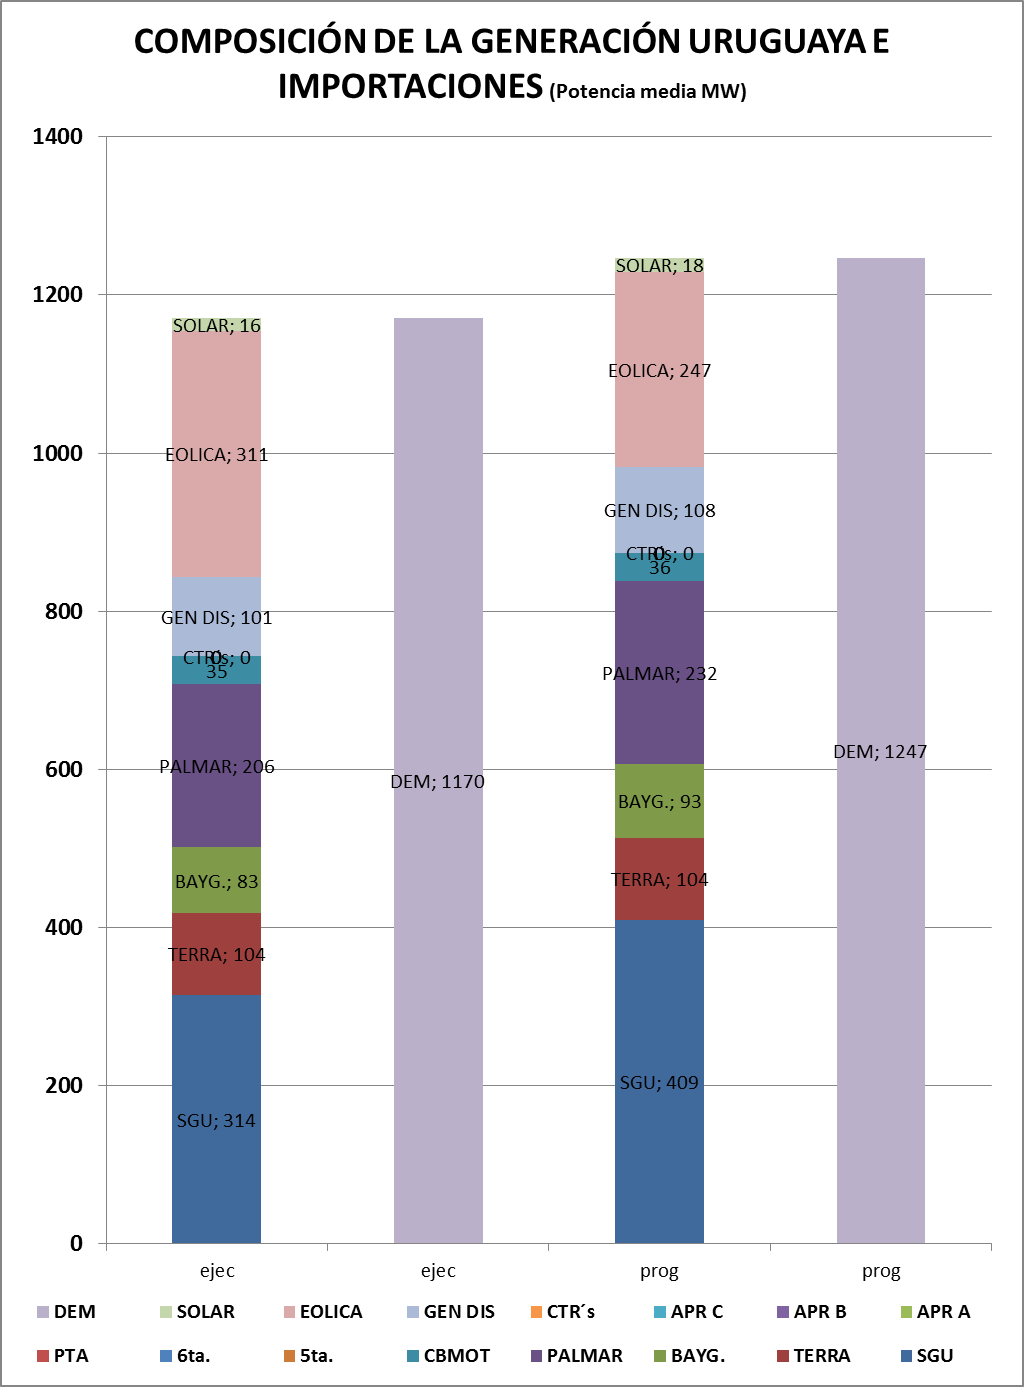 COMPOSICIÓN DE LA GENERACIÓN URUGUAYA E
IMPORTACIONES (Potencia media MW)
1400
1200
1000
800
600
400
200
0
SOLAR; 16
EOLICA; 311
GEN DIS; 101
CTR´s; 0
0
35
PALMAR; 206
BAYG.; 83
TERRA; 104
SGU; 314
DEM; 1170
SOLAR; 18
EOLICA; 247
GEN DIS; 108
CTR´s; 0
0
36
PALMAR; 232
BAYG.; 93
TERRA; 104
SGU; 409
DEM; 1247
ejec ejec prog prog
DEM SOLAR EOLICA GEN DIS CTR´s APR C APR B APR A
PTA 6ta. 5ta. CBMOT PALMAR BAYG. TERRA SGU